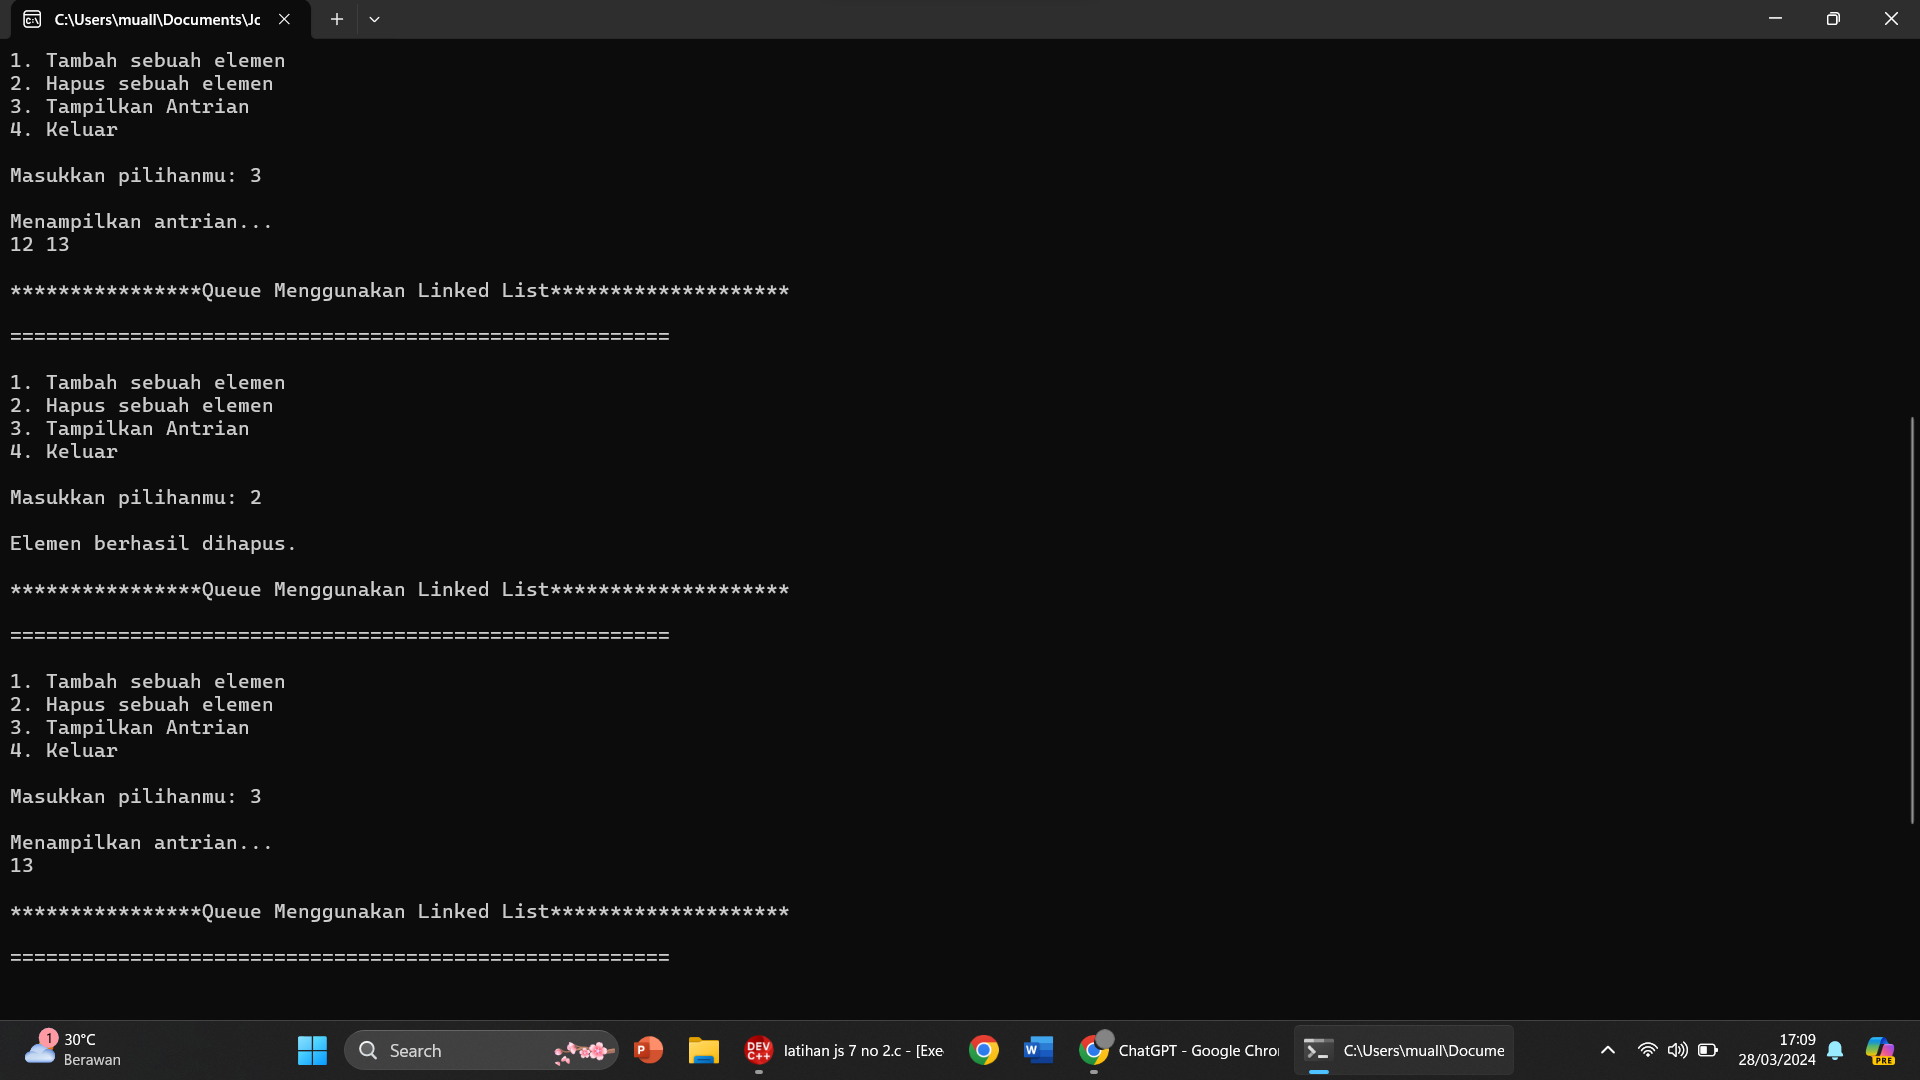 C:\Users\muall\Documents\Jc
1. Tambah sebuah elemen
2. Hapus sebuah elemen
3. Tampilkan Antrian
4. Keluar
Masukkan pilihanmu: 3
Menampilkan antrian...
12 13
****************Queue Menggunakan Linked List********************
=======================================================
1. Tambah sebuah elemen
2. Hapus sebuah elemen
3. Tampilkan Antrian
4. Keluar
Masukkan pilihanmu: 2
Elemen berhasil dihapus.
****************Queue Menggunakan Linked List********************
=======================================================
1. Tambah sebuah elemen
2. Hapus sebuah elemen
3. Tampilkan Antrian
4. Keluar
Masukkan pilihanmu: 3
Menampilkan antrian...
13
****************Queue Menggunakan Linked List********************
=======================================================
1
30°C
Berawan
Search
P
DEV C++
latihan js 7 no 2.c - [Exe
W
ChatGPT - Google Chro
C:\Users\muall\Docume
17:09
28/03/2024
PRE